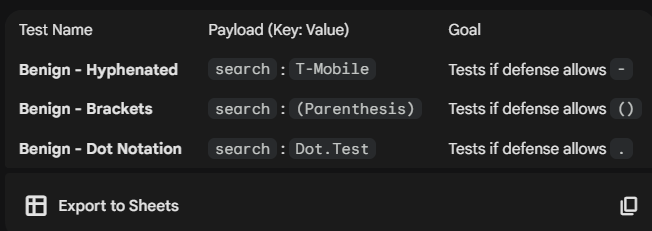 Test Name Payload (Key: Value) Goal
Benign - Hyphenated search : T-Mobile Tests if defense allows -
Benign - Brackets search : (Parenthesis) Tests if defense allows ()
Benign - Dot Notation search : Dot.Test Tests if defense allows .
Export to Sheets